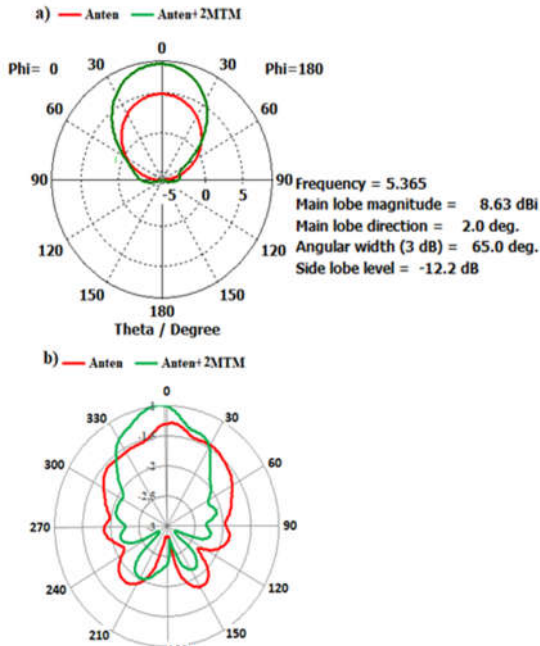 a) Anten Anten+2MTM
0
Phi= 0 30 30 Phi=180
60 60
90 90
-5 0 5
Frequency = 5.365
Main lobe magnitude = 8.63 dBi
Main lobe direction = 2.0 deg.
Angular width (3 dB) = 65.0 deg.
Side lobe level = -12.2 dB
120 120
150 150
180
Theta / Degree
b) Anten Anten+2MTM
0
330 30
300 60
270 90
240 120
210 150